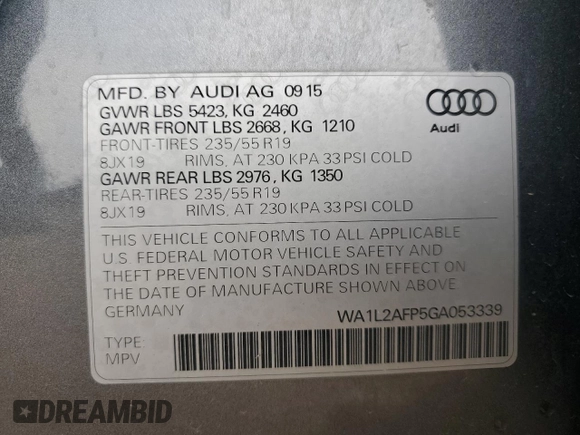 MFD. BY AUDI AG 09 15
GVWR LBS 5423, KG 2460
GAWR FRONT LBS 2668, KG 1210
FRONT-TIRES 235/55 R19
8JX19 RIMS, AT 230 KPA 33 PSI COLD
GAWR REAR LBS 2976, KG 1350
REAR-TIRES 235/55 R19
8JX19 RIMS, AT 230 KPA 33 PSI COLD
Audi
THIS VEHICLE CONFORMS TO ALL APPLICABLE
U.S. FEDERAL MOTOR VEHICLE SAFETY AND
THEFT PREVENTION STANDARDS IN EFFECT ON
THE DATE OF MANUFACTURE SHOWN ABOVE
GERMANY WA1L2AFP5GA053339
TYPE:
MPV
DREAMBID